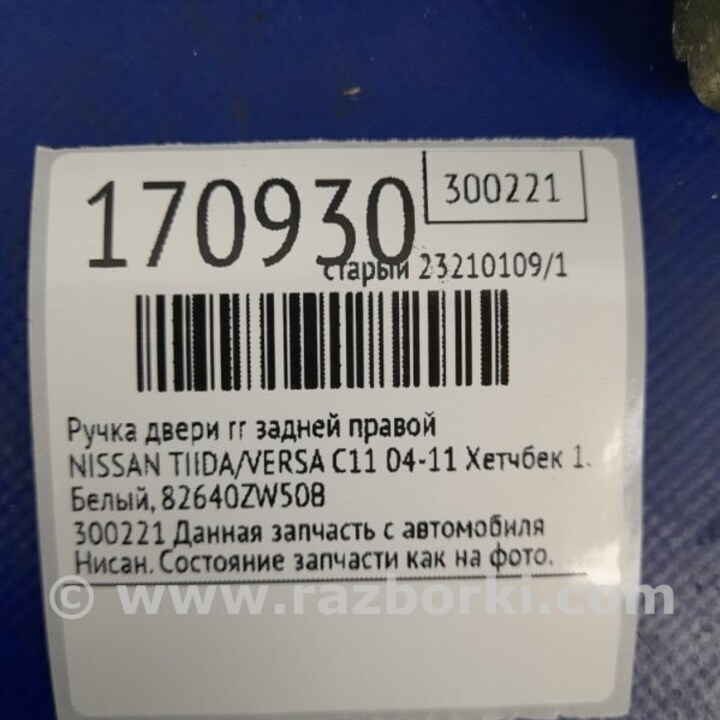 170930
300221
старый 23210109/1
Ручка двери rr задней правой
NISSAN TIIDA/VERSA C11 04-11 Хетчбек 1.
Белый, 82640ZW50B
300221 Данная запчасть с автомобиля
Нисан. Состояние запчасти как на фото.
© www.razborki.com